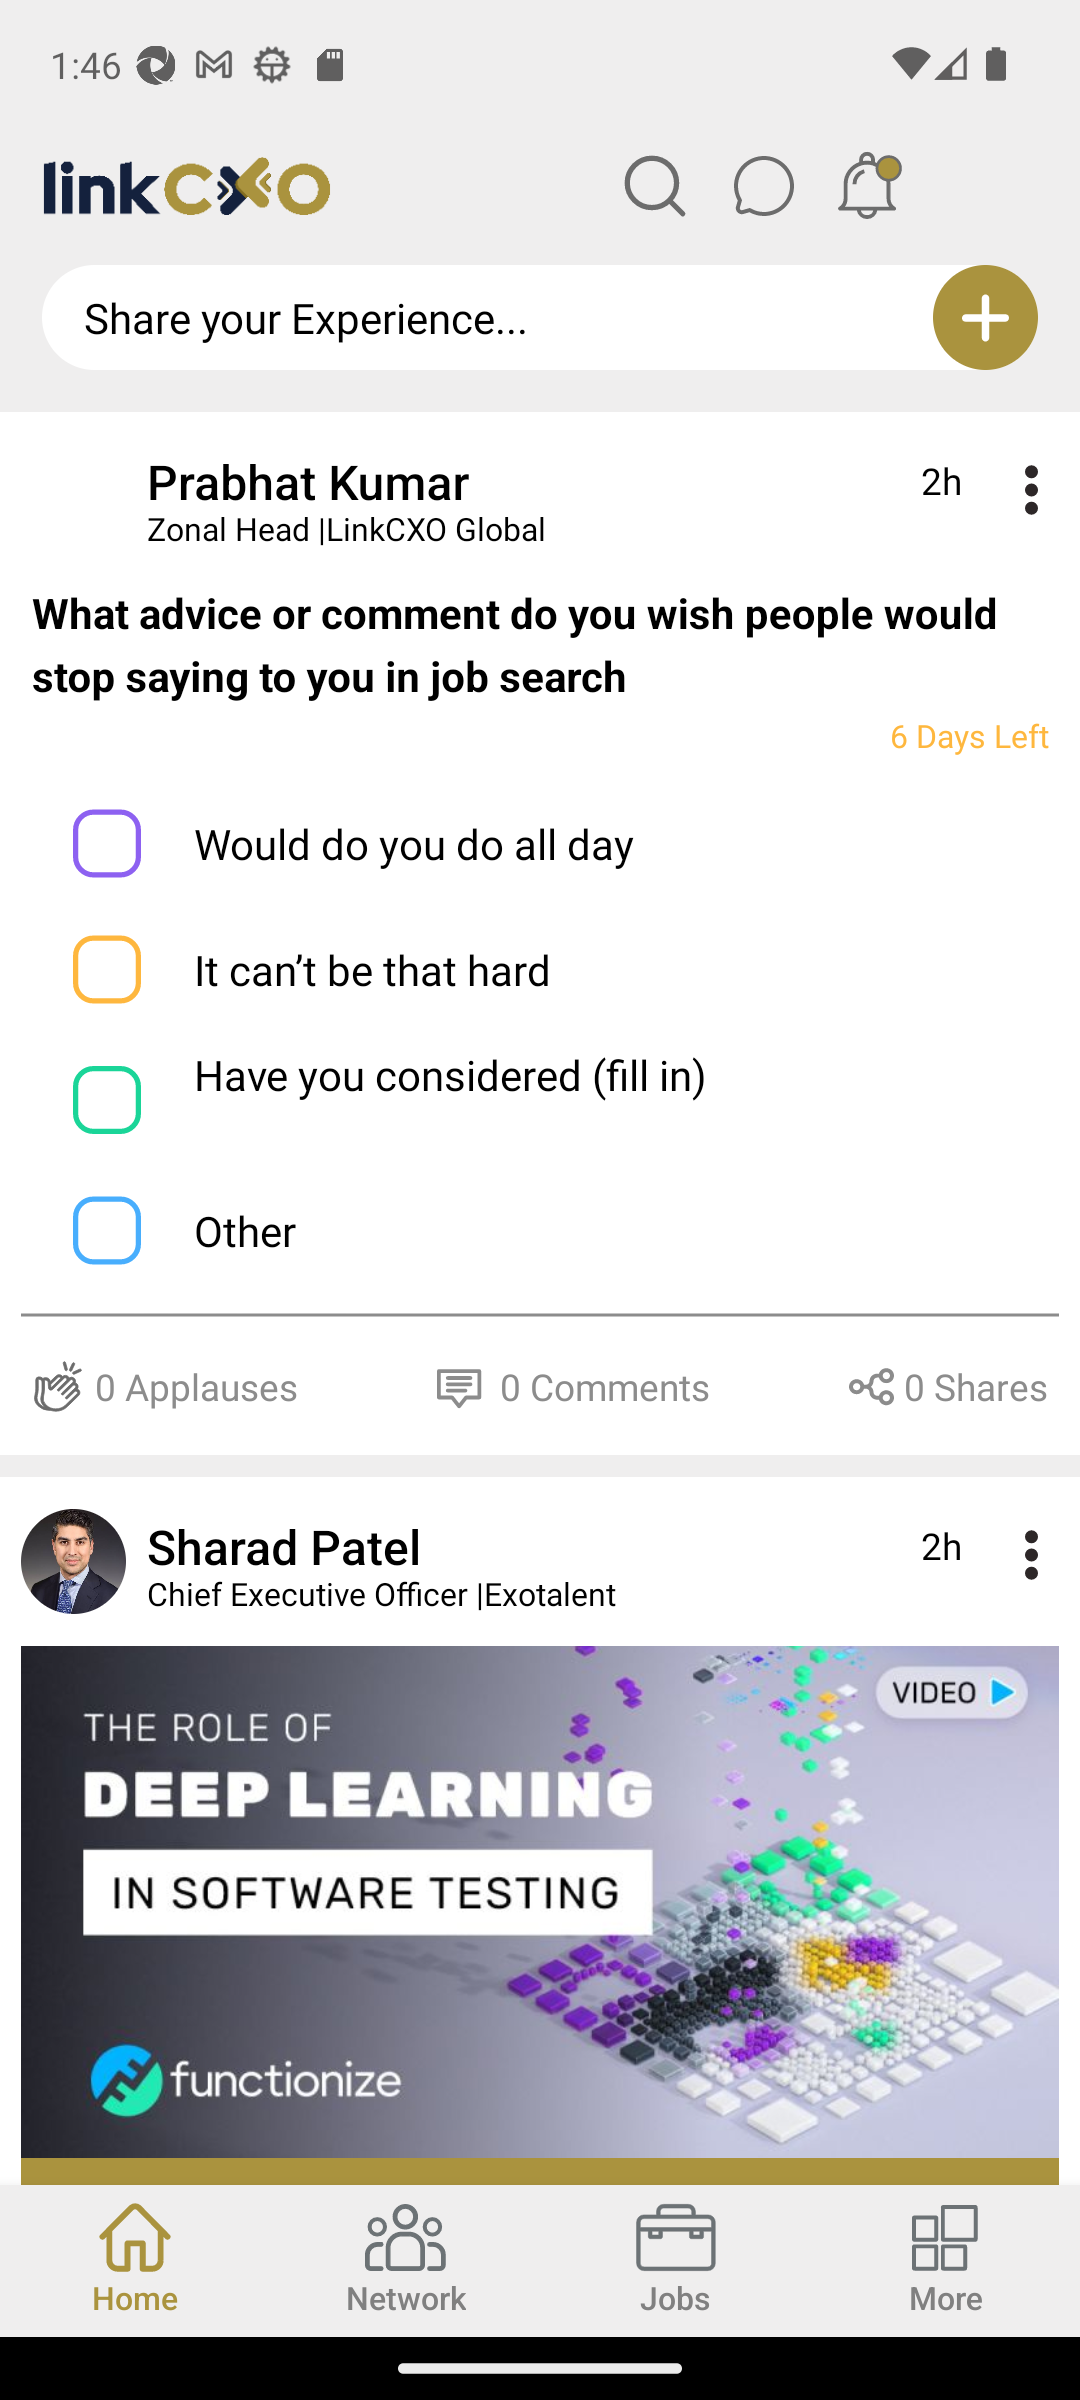 1:46
linkCXO
Share your Experience...
Prabhat Kumar
2h
Zonal Head |LinkCXO Global
What advice or comment do you wish people would
stop saying to you in job search
6 Days Left
Would do you do all day
It can’t be that hard
Have you considered (fill in)
Other
0 Applauses
0 Comments
0 Shares
Sharad Patel
2h
Chief Executive Officer |Exotalent
VIDEO
THE ROLE OF
DEEP LEARNING
IN SOFTWARE TESTING
functionize
Home
Network
Jobs
More